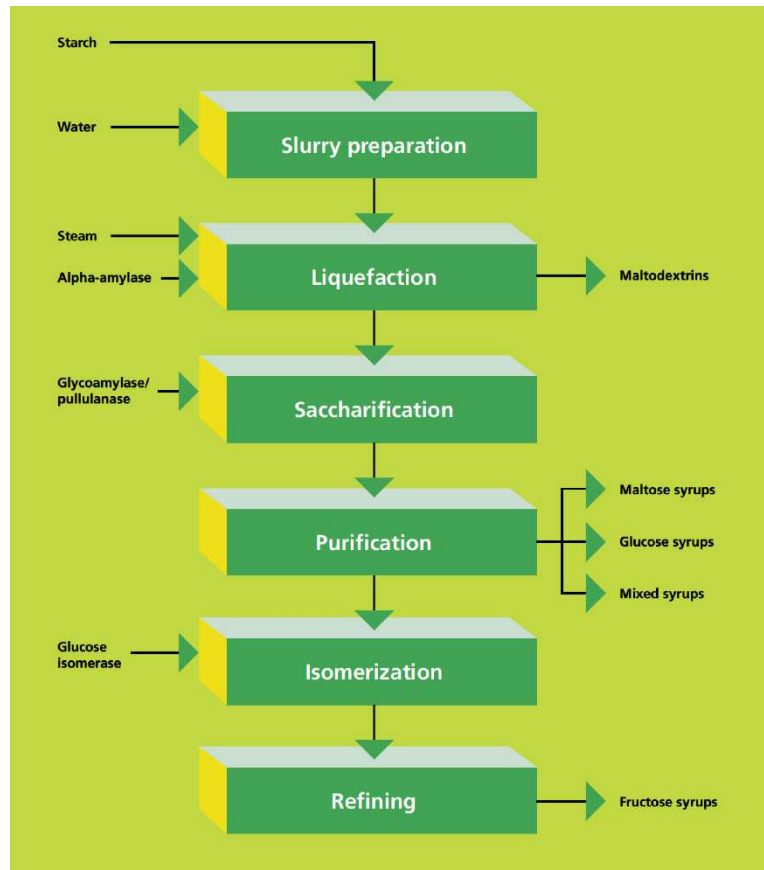 Starch
Water
Slurry preparation
Steam
Alpha-amylase
Liquefaction
Maltodextrins
Glycoamylase/
pullulanase
Saccharification
Purification
Maltose syrups
Glucose syrups
Mixed syrups
Glucose
isomerase
Isomerization
Refining
Fructose syrups